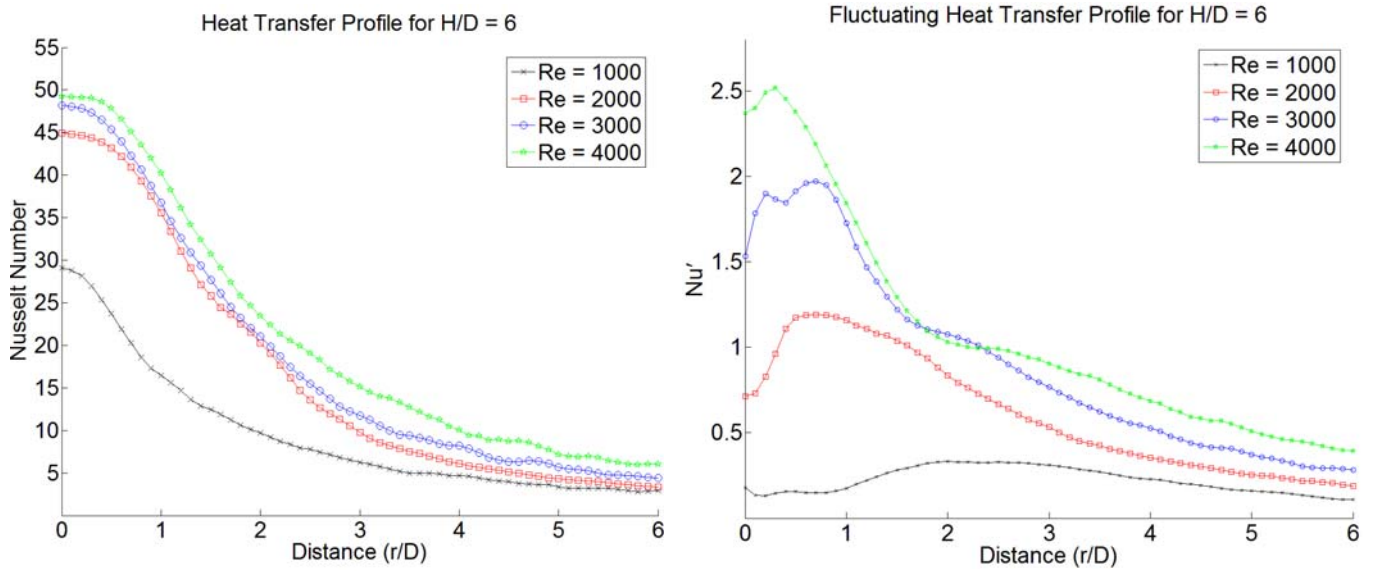 Heat Transfer Profile for H/D = 6
55
50
45
40
35
30
25
20
15
10
5
0 1 2 3 4 5 6
Nusselt Number
Distance (r/D)
Re = 1000
Re = 2000
Re = 3000
Re = 4000
Fluctuating Heat Transfer Profile for H/D = 6
2.5
2
1.5
1
0.5
0 1 2 3 4 5 6
Nu′
Distance (r/D)
Re = 1000
Re = 2000
Re = 3000
Re = 4000